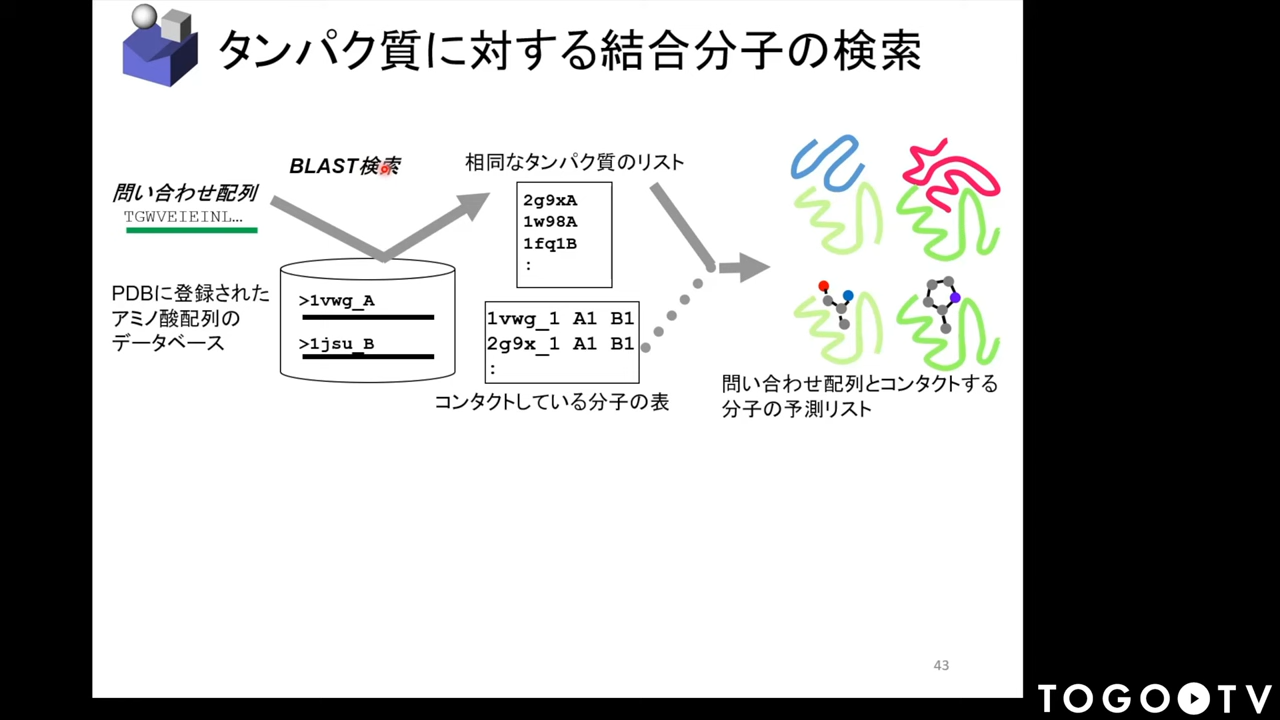 タンパク質に対する結合分子の検索
BLAST検索
問い合わせ配列
TGWVEIEINL…
PDBに登録された
アミノ酸配列の
データベース
>1vwg_A
>1jsu_B
相同なタンパク質のリスト
2g9xA
1w98A
1fq1B
:
1vwg_1 A1 B1
2g9x_1 A1 B1
:
コンタクトしている分子の表
問い合わせ配列とコンタクトする
分子の予測リスト
43
TOGO TV